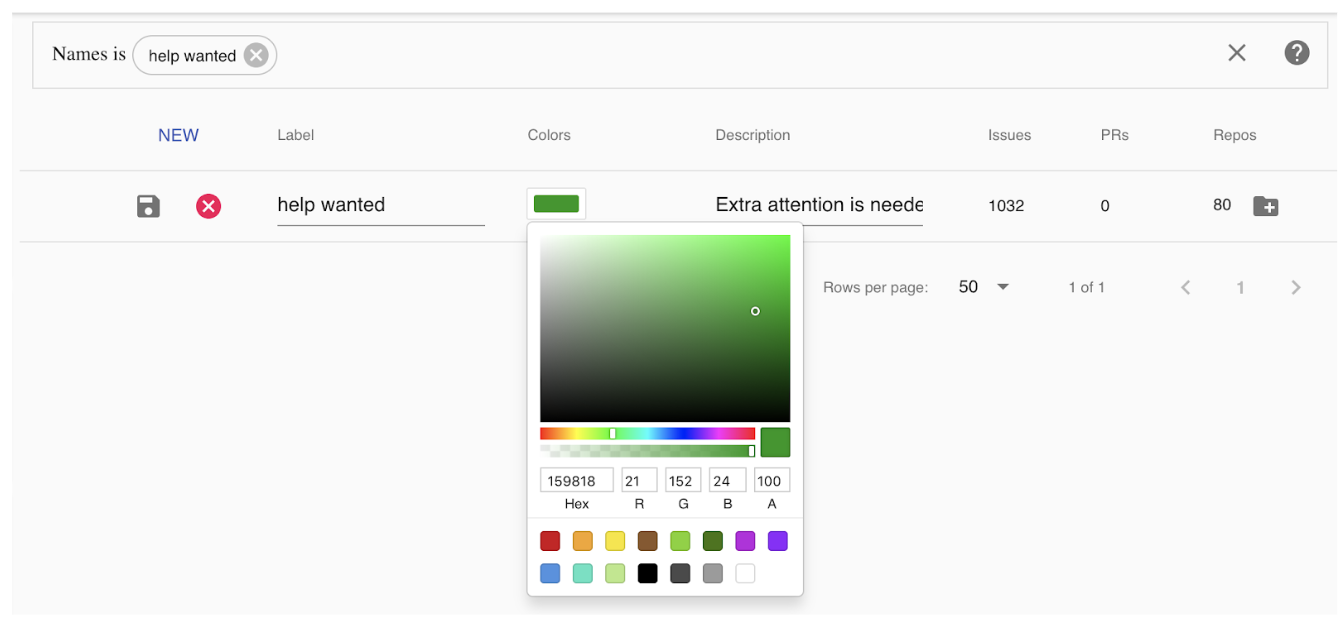 Names is help wanted
NEW Label Colors Description Issues PRs Repos
help wanted Extra attention is neede 1032 0 80
Rows per page: 50 1 of 1 1
159818 21 152 24 100
Hex R G B A